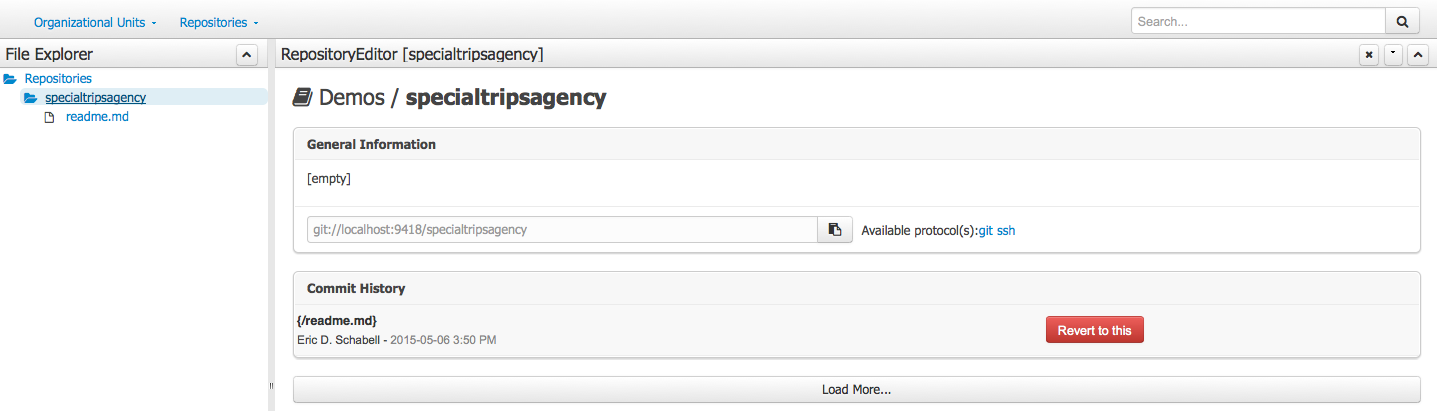 Organizational Units
Repositories
Search...
File Explorer
RepositoryEditor [specialtripsagency]
Repositories
specialtripsagency
readme.md
Demos / specialtripsagency
General Information
[empty]
git://localhost:9418/specialtripsagency
Available protocol(s):git ssh
Commit History
{/readme.md}
Eric D. Schabell - 2015-05-06 3:50 PM
Revert to this
Load More...